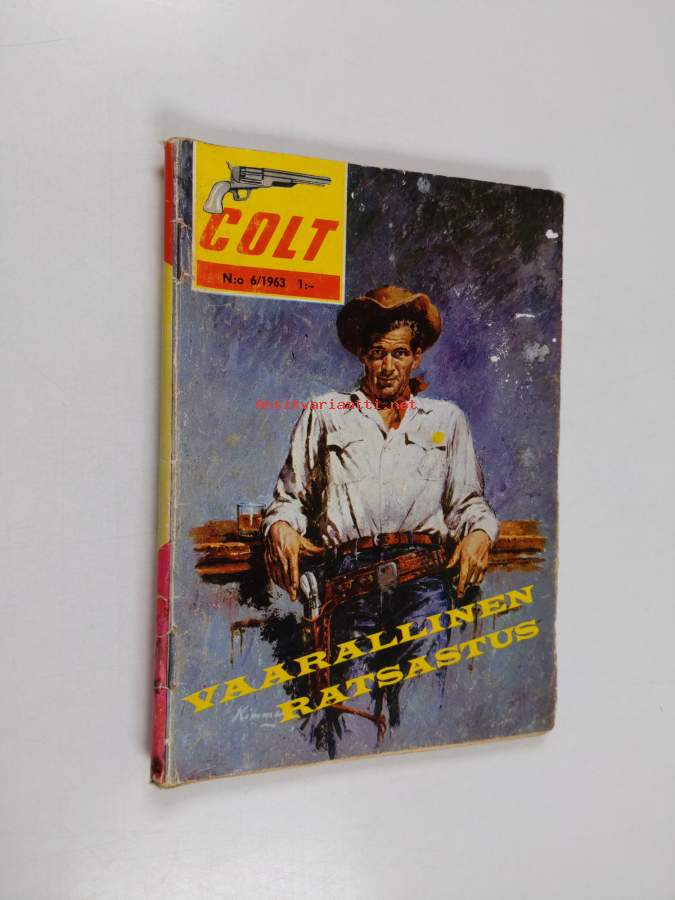 COLT
N:o 6/1963 1:-
antikvariaatti.net
VAARALLINEN
RATSASTUS